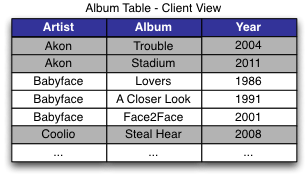 Album Table - Client View
Artist Album Year
Akon Trouble 2004
Akon Stadium 2011
Babyface Lovers 1986
Babyface A Closer Look 1991
Babyface Face2Face 2001
Coolio Steal Hear 2008
... ... ...